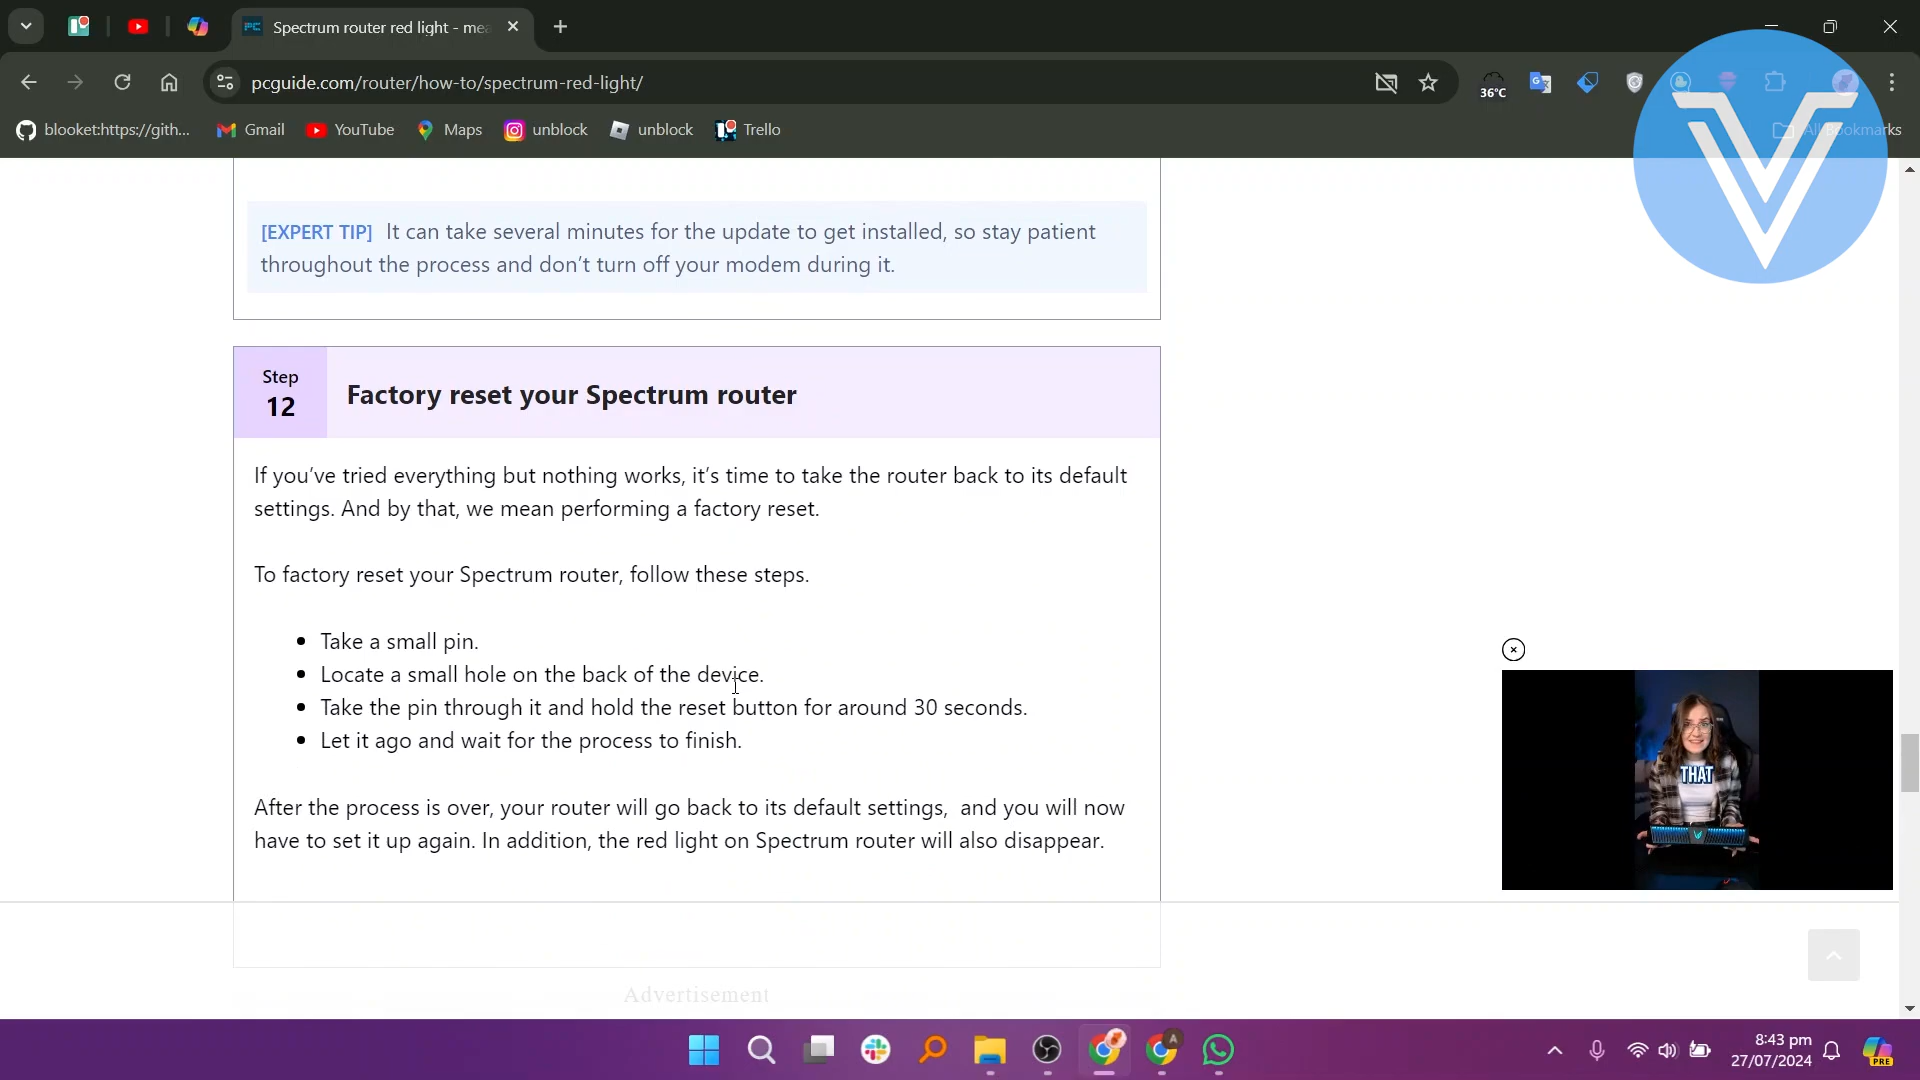 Spectrum router red light - mea
pcguide.com/router/how-to/spectrum-red-light/
36°C
blooket:https://gith...
Gmail
YouTube
Maps
unblock
unblock
Trello
All Bookmarks
[EXPERT TIP] It can take several minutes for the update to get installed, so stay patient
throughout the process and don’t turn off your modem during it.
Step
12
Factory reset your Spectrum router
If you’ve tried everything but nothing works, it’s time to take the router back to its default
settings. And by that, we mean performing a factory reset.
To factory reset your Spectrum router, follow these steps.
Take a small pin.
Locate a small hole on the back of the device.
Take the pin through it and hold the reset button for around 30 seconds.
Let it ago and wait for the process to finish.
After the process is over, your router will go back to its default settings,  and you will now
have to set it up again. In addition, the red light on Spectrum router will also disappear.
THAT
Advertisement
8:43 pm
27/07/2024
PRE